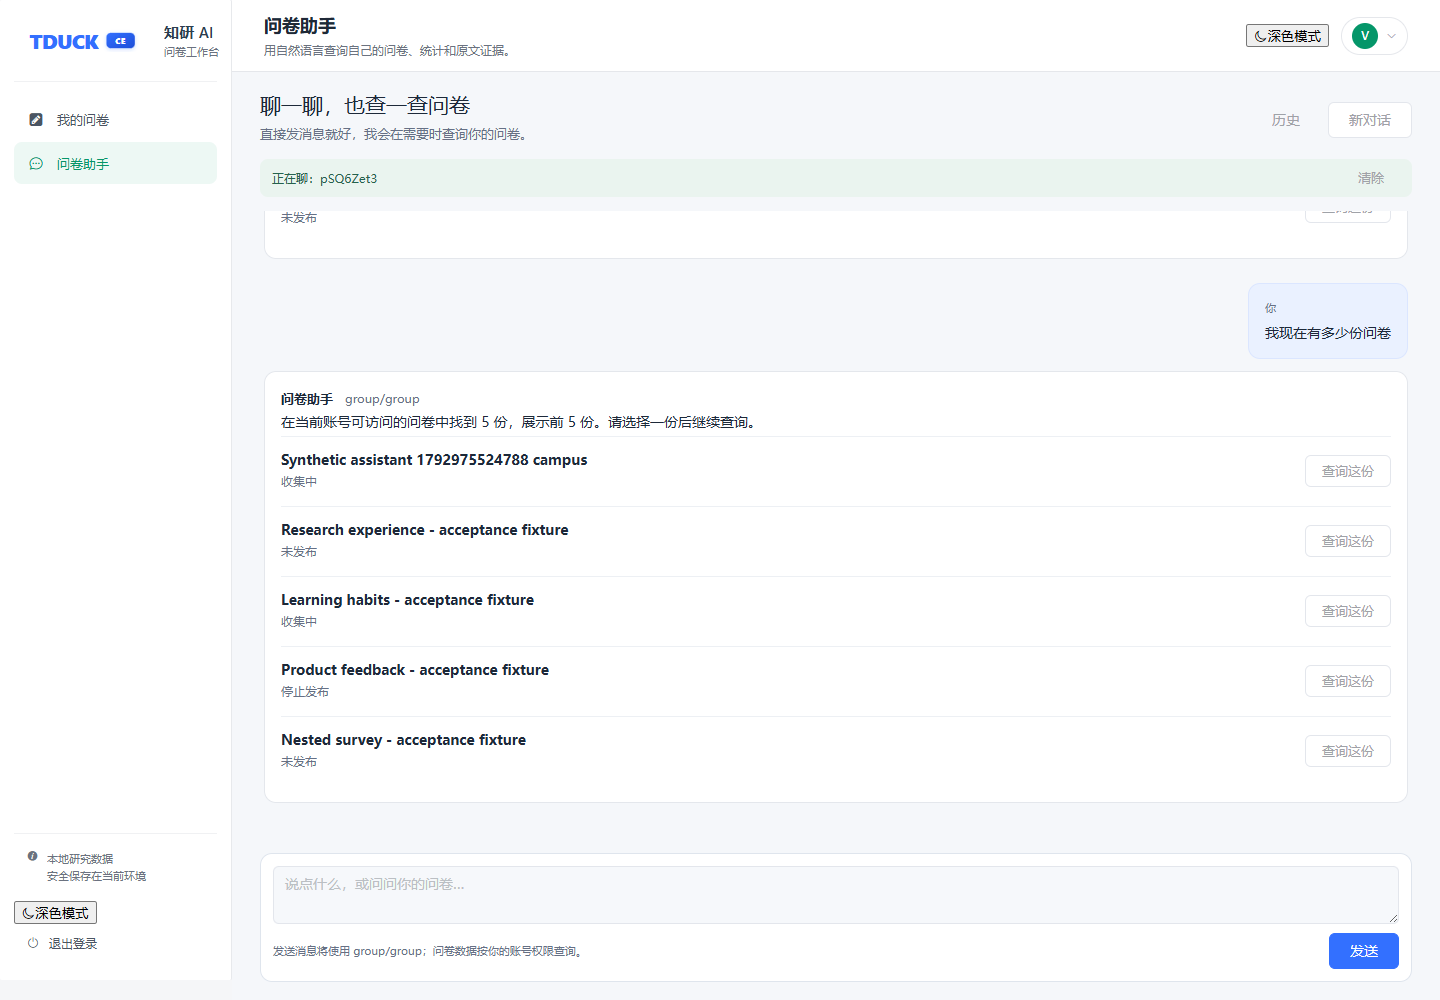 TDUCK CE
知研 AI
问卷工作台
我的问卷
问卷助手
本地研究数据
安全保存在当前环境
深色模式
退出登录
问卷助手
用自然语言查询自己的问卷、统计和原文证据。
深色模式
V
聊一聊，也查一查问卷
直接发消息就好，我会在需要时查询你的问卷。
历史
新对话
正在聊：pSQ6Zet3
清除
未发布
你
我现在有多少份问卷
问卷助手 group/group
在当前账号可访问的问卷中找到 5 份，展示前 5 份。请选择一份后继续查询。
Synthetic assistant 1792975524788 campus
收集中
查询这份
Research experience - acceptance fixture
未发布
查询这份
Learning habits - acceptance fixture
收集中
查询这份
Product feedback - acceptance fixture
停止发布
查询这份
Nested survey - acceptance fixture
未发布
查询这份
说点什么，或问问你的问卷...
发送消息将使用 group/group；问卷数据按你的账号权限查询。
发送